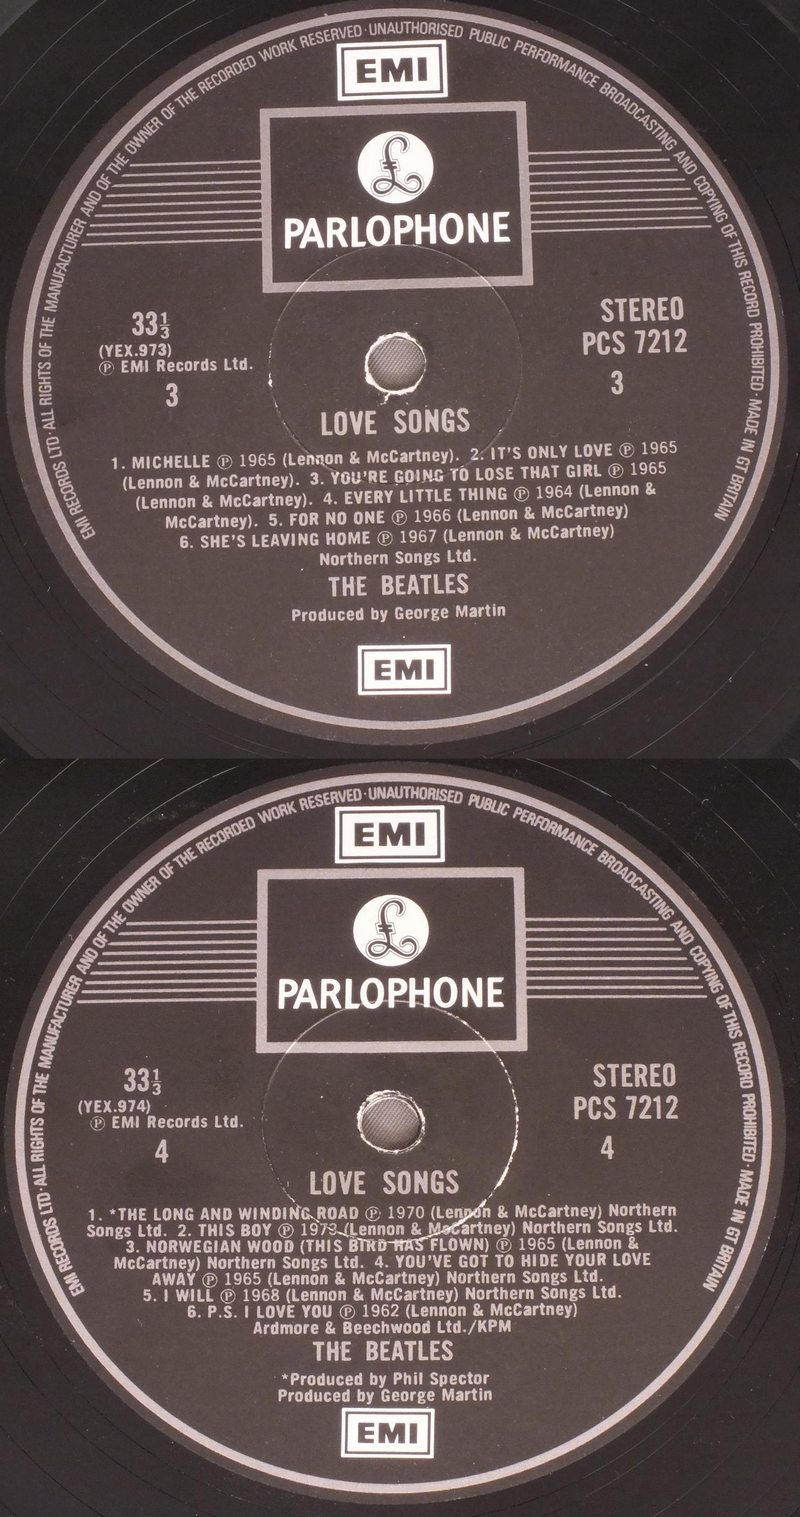 EMI RECORDS LTD · ALL RIGHTS OF THE MANUFACTURER AND OF THE OWNER OF THE RECORDED WORK RESERVED · UNAUTHORISED PUBLIC PERFORMANCE BROADCASTING AND COPYING OF THIS RECORD PROHIBITED · MADE IN GT BRITAIN
EMI
£
PARLOPHONE
33⅓
(YEX.973)
℗ EMI Records Ltd.
3
STEREO
PCS 7212
3
LOVE SONGS
1. MICHELLE ℗ 1965 (Lennon & McCartney). 2. IT'S ONLY LOVE ℗ 1965
(Lennon & McCartney). 3. YOU'RE GOING TO LOSE THAT GIRL ℗ 1965
(Lennon & McCartney). 4. EVERY LITTLE THING ℗ 1964 (Lennon &
McCartney). 5. FOR NO ONE ℗ 1966 (Lennon & McCartney)
6. SHE'S LEAVING HOME ℗ 1967 (Lennon & McCartney)
Northern Songs Ltd.
THE BEATLES
Produced by George Martin
EMI
EMI RECORDS LTD · ALL RIGHTS OF THE MANUFACTURER AND OF THE OWNER OF THE RECORDED WORK RESERVED · UNAUTHORISED PUBLIC PERFORMANCE BROADCASTING AND COPYING OF THIS RECORD PROHIBITED · MADE IN GT BRITAIN
EMI
£
PARLOPHONE
33⅓
(YEX.974)
℗ EMI Records Ltd.
4
STEREO
PCS 7212
4
LOVE SONGS
1. *THE LONG AND WINDING ROAD ℗ 1970 (Lennon & McCartney) Northern
Songs Ltd. 2. THIS BOY ℗ (Lennon & McCartney) Northern Songs Ltd.
3. NORWEGIAN WOOD (THIS BIRD HAS FLOWN) ℗ 1965 (Lennon &
McCartney) Northern Songs Ltd. 4. YOU'VE GOT TO HIDE YOUR LOVE
AWAY ℗ 1965 (Lennon & McCartney) Northern Songs Ltd.
5. I WILL ℗ 1968 (Lennon & McCartney) Northern Songs Ltd.
6. P.S. I LOVE YOU ℗ 1962 (Lennon & McCartney)
Ardmore & Beechwood Ltd./KPM
THE BEATLES
*Produced by Phil Spector
Produced by George Martin
EMI